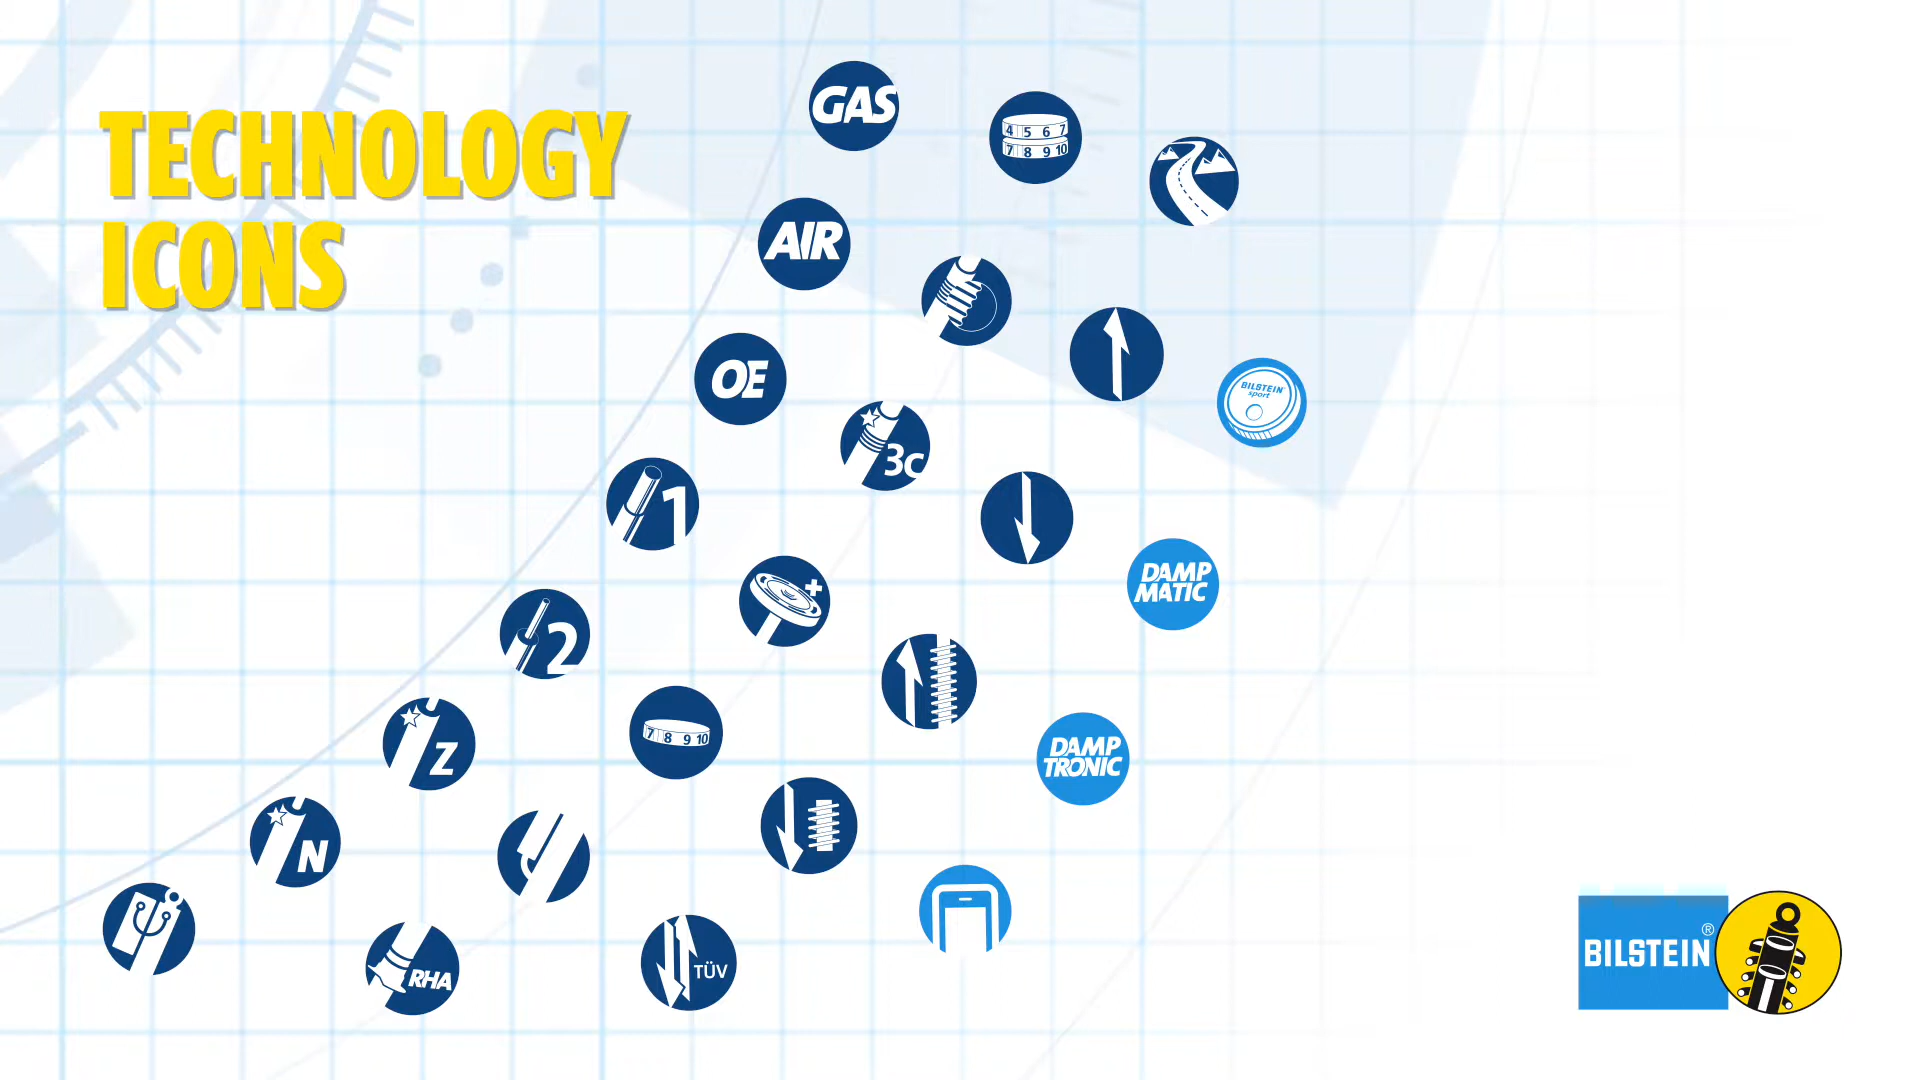 TECHNOLOGY
ICONS
GAS
4 5 6 7
7 8 9 10
AIR
OE
BILSTEIN
sport
3C
1
DAMP
MATIC
+
2
7 8 9 10
Z
DAMP
TRONIC
N
RHA
TÜV
BILSTEIN®